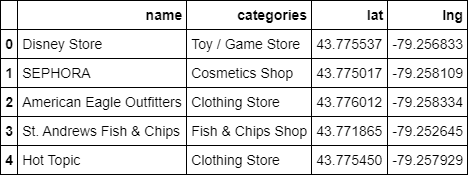 name categories lat lng
0 Disney Store Toy / Game Store 43.775537 -79.256833
1 SEPHORA Cosmetics Shop 43.775017 -79.258109
2 American Eagle Outfitters Clothing Store 43.776012 -79.258334
3 St. Andrews Fish & Chips Fish & Chips Shop 43.771865 -79.252645
4 Hot Topic Clothing Store 43.775450 -79.257929